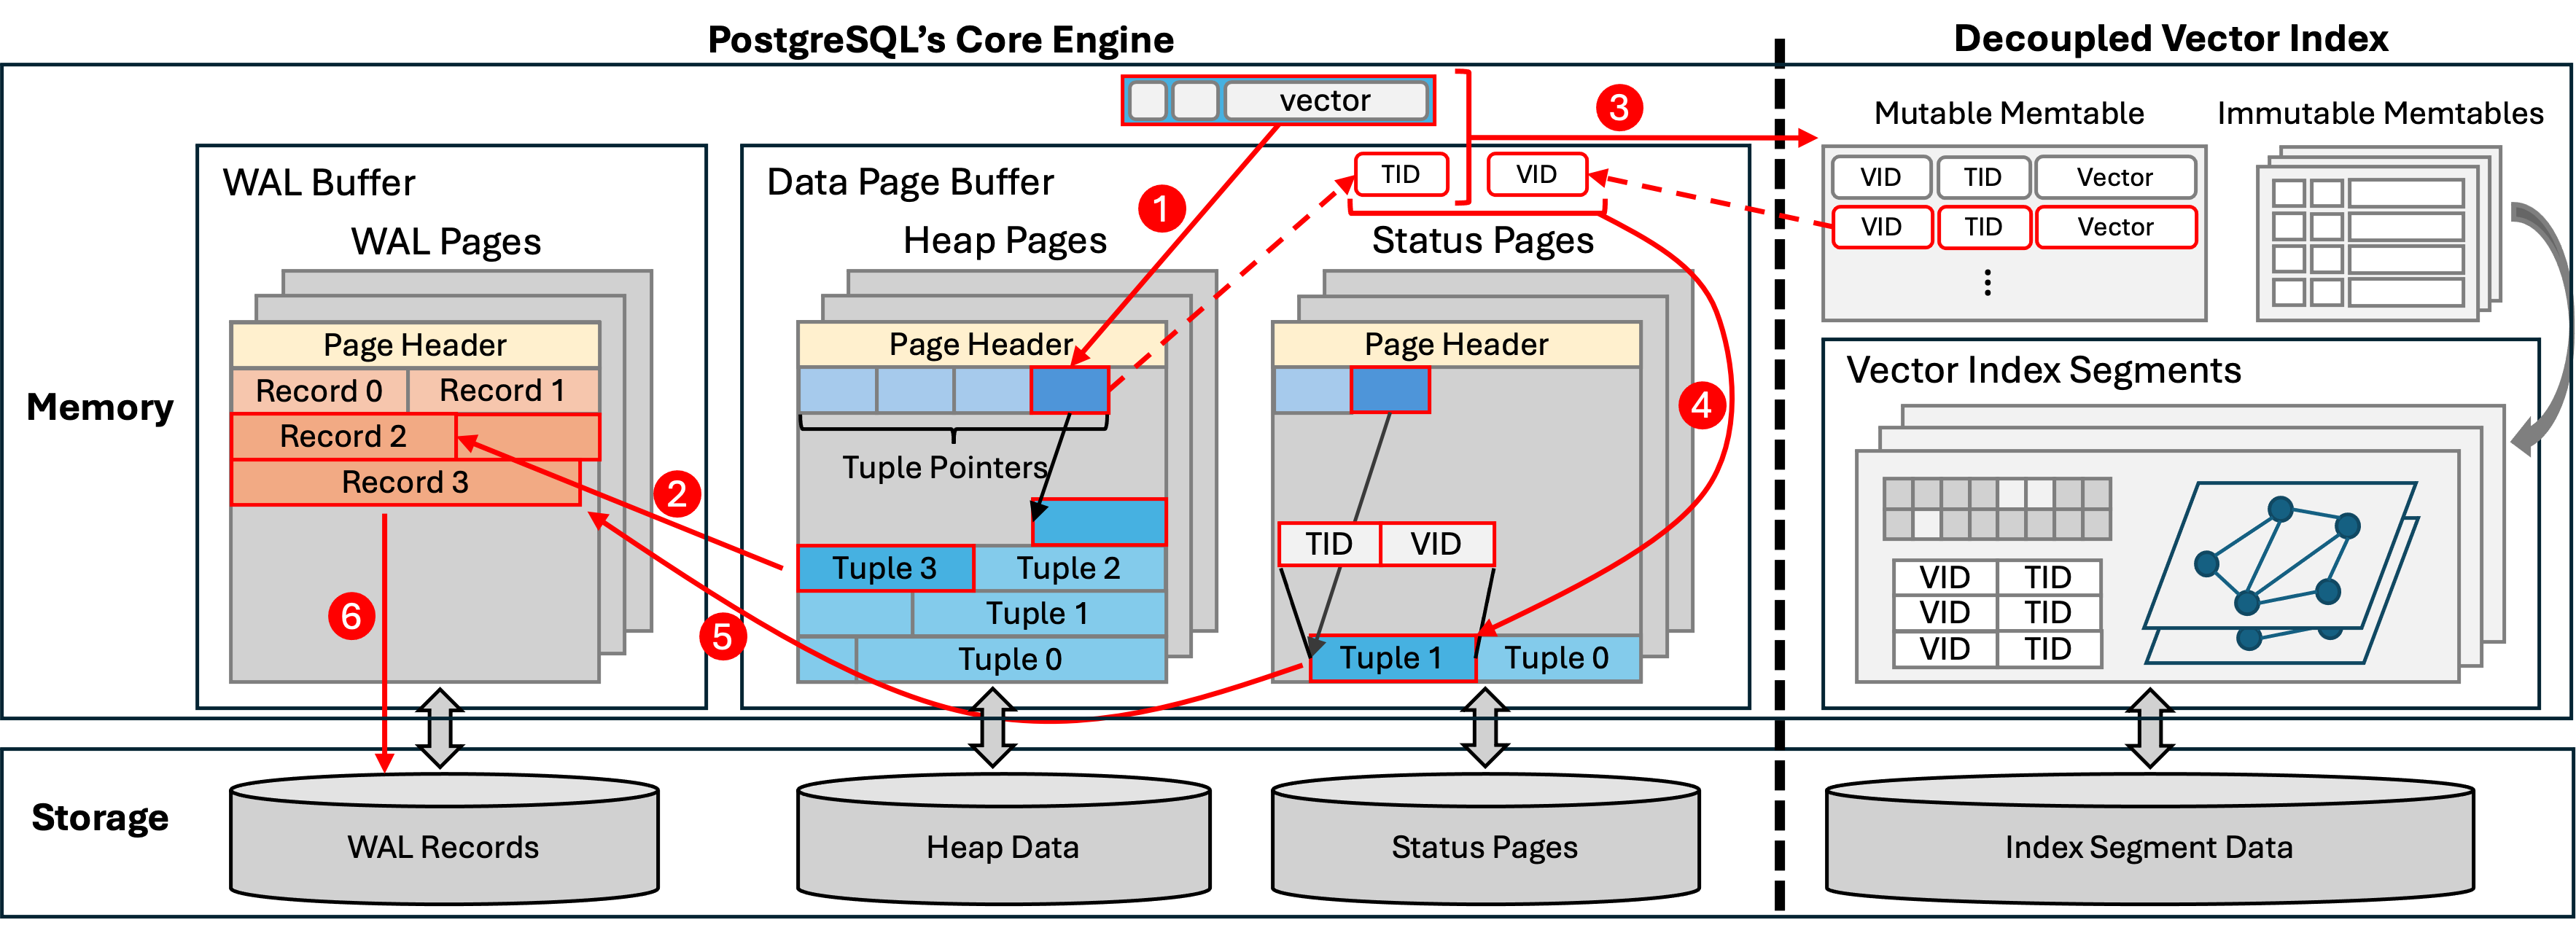 PostgreSQL's Core Engine
Decoupled Vector Index
vector
3
Mutable Memtable
Immutable Memtables
WAL Buffer
Data Page Buffer
TID
VID
VID TID Vector
VID TID Vector
1
WAL Pages
Heap Pages
Status Pages
Page Header
Page Header
Page Header
Record 0 Record 1
Record 2
Record 3
Tuple Pointers
Tuple 3 Tuple 2
Tuple 1
Tuple 0
TID VID
Tuple 1 Tuple 0
2
4
5
6
Memory
Vector Index Segments
VID TID
VID TID
VID TID
Storage
WAL Records
Heap Data
Status Pages
Index Segment Data